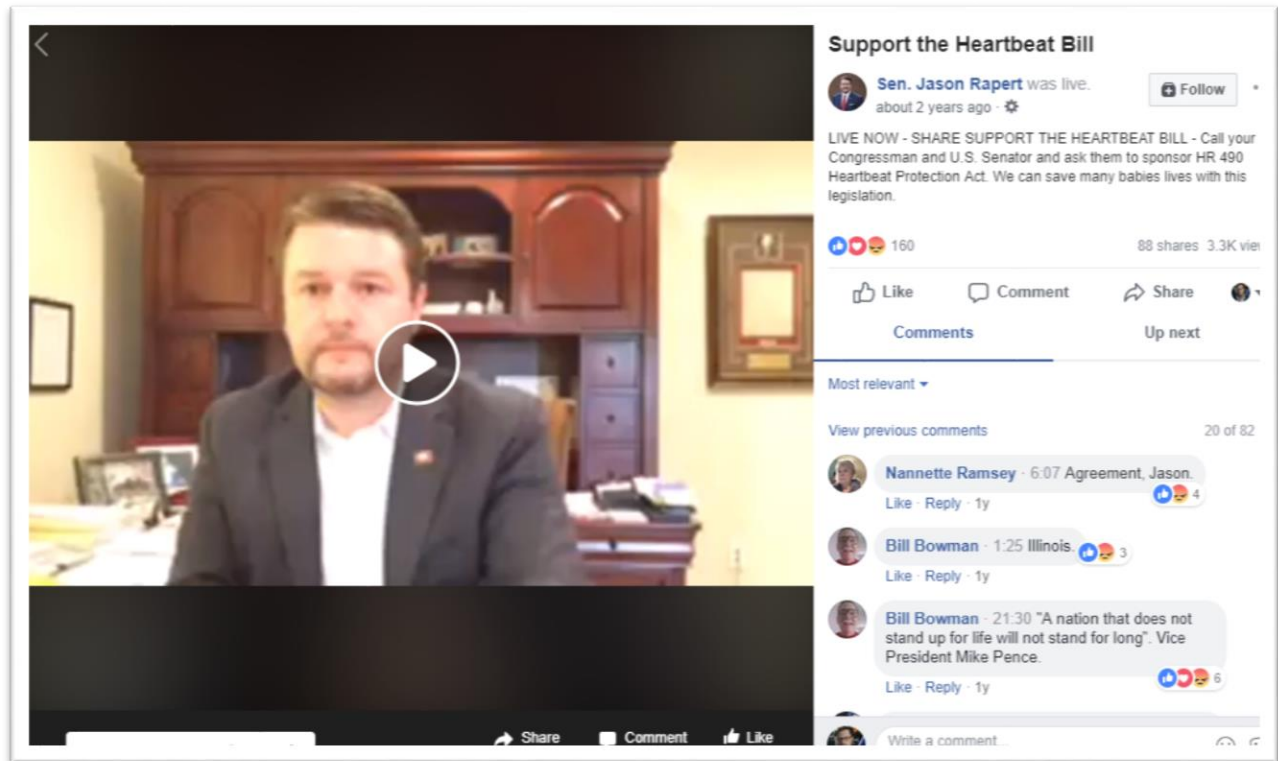 Support the Heartbeat Bill
Sen. Jason Rapert was live.
Follow
about 2 years ago ·
LIVE NOW - SHARE SUPPORT THE HEARTBEAT BILL - Call your
Congressman and U.S. Senator and ask them to sponsor HR 490
Heartbeat Protection Act. We can save many babies lives with this
legislation.
160
88 shares 3.3K vie
Like Comment Share
Comments Up next
Most relevant
View previous comments 20 of 82
Nannette Ramsey · 6:07 Agreement, Jason.
4
Like · Reply · 1y
Bill Bowman · 1:25 Illinois.
3
Like · Reply · 1y
Bill Bowman · 21:30 "A nation that does not
stand up for life will not stand for long". Vice
President Mike Pence.
6
Like · Reply · 1y
Share Comment Like
Write a comment...